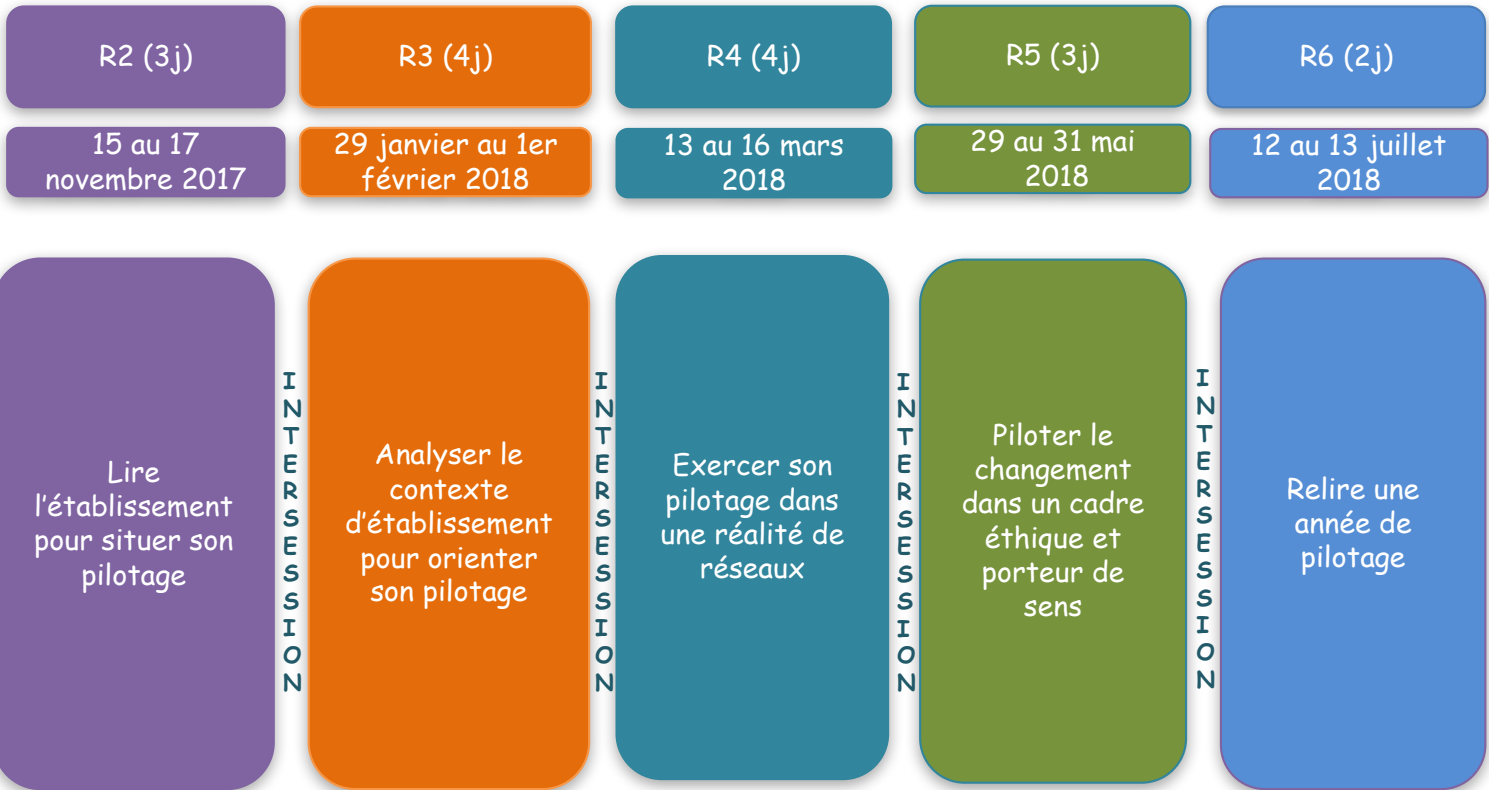 R2 (3j)
R3 (4j)
R4 (4j)
R5 (3j)
R6 (2j)
15 au 17
novembre 2017
29 janvier au 1er
février 2018
13 au 16 mars
2018
29 au 31 mai
2018
12 au 13 juillet
2018
Lire
l'établissement
pour situer son
pilotage
INTERSESSION
Analyser le
contexte
d'établissement
pour orienter
son pilotage
INTERSESSION
Exercer son
pilotage dans
une réalité de
réseaux
INTERSESSION
Piloter le
changement
dans un cadre
éthique et
porteur de
sens
INTERSESSION
Relire une
année de
pilotage